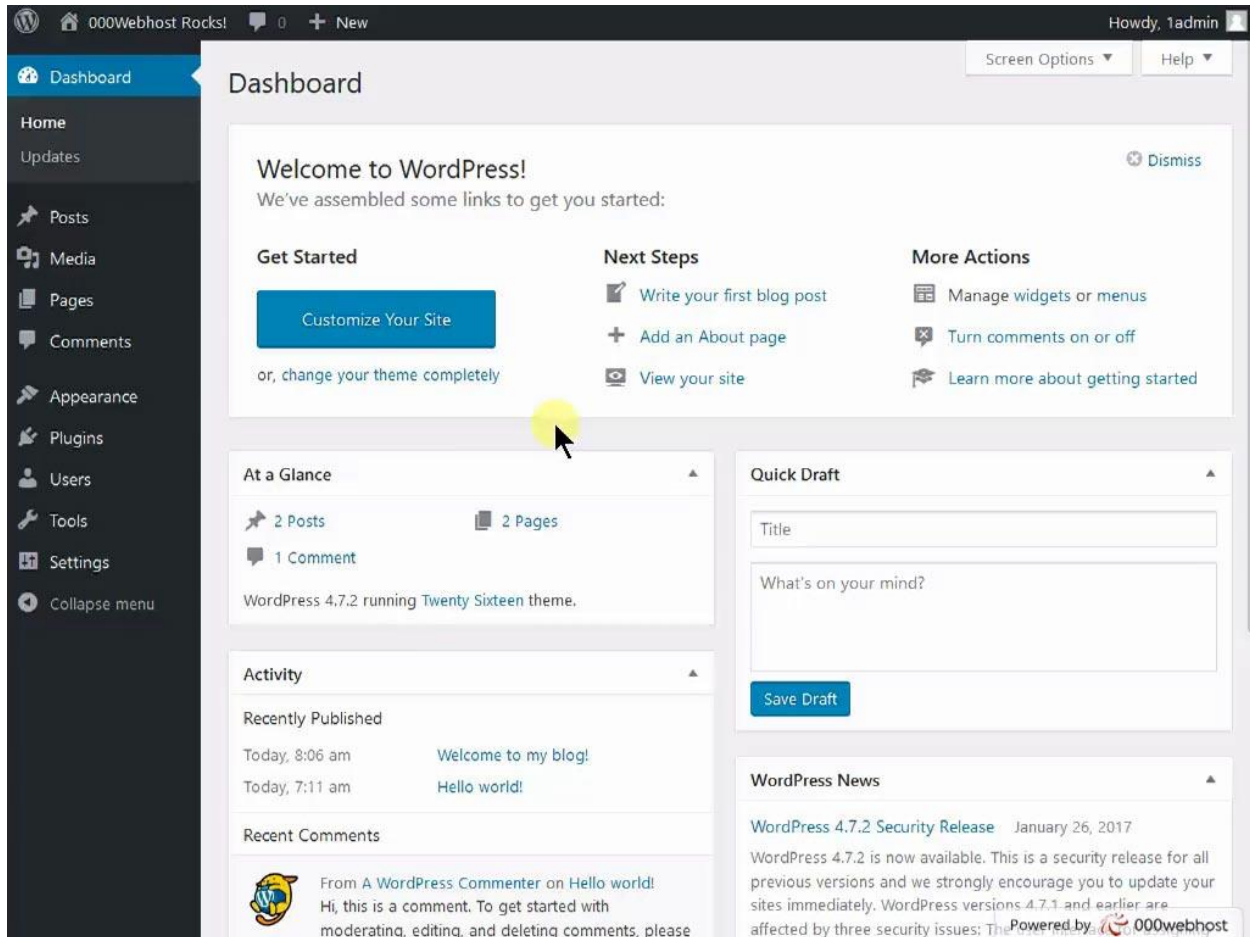 000Webhost Rocks! 0 + New
Howdy, 1admin
Dashboard
Home
Updates
Posts
Media
Pages
Comments
Appearance
Plugins
Users
Tools
Settings
Collapse menu
Screen Options ▼
Help ▼
Dashboard
Welcome to WordPress!
We've assembled some links to get you started:
Dismiss
Get Started
Customize Your Site
or, change your theme completely
Next Steps
Write your first blog post
Add an About page
View your site
More Actions
Manage widgets or menus
Turn comments on or off
Learn more about getting started
At a Glance
2 Posts
2 Pages
1 Comment
WordPress 4.7.2 running Twenty Sixteen theme.
Activity
Recently Published
Today, 8:06 am Welcome to my blog!
Today, 7:11 am Hello world!
Recent Comments
From A WordPress Commenter on Hello world!
Hi, this is a comment. To get started with
moderating, editing, and deleting comments, please
Quick Draft
Title
What's on your mind?
Save Draft
WordPress News
WordPress 4.7.2 Security Release January 26, 2017
WordPress 4.7.2 is now available. This is a security release for all
previous versions and we strongly encourage you to update your
sites immediately. WordPress versions 4.7.1 and earlier are
affected by three security issues: The
Powered by 000webhost